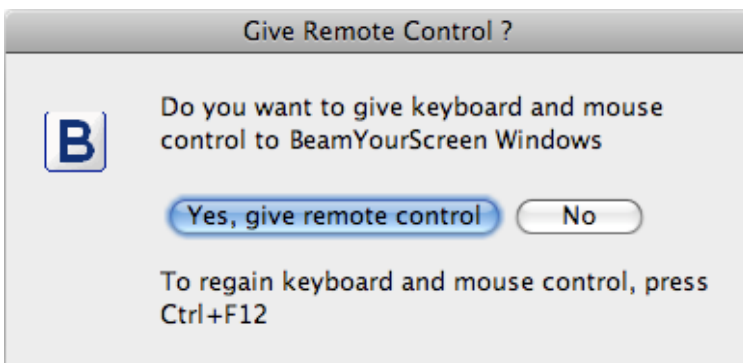 Give Remote Control ?
B
Do you want to give keyboard and mouse
control to BeamYourScreen Windows
Yes, give remote control No
To regain keyboard and mouse control, press
Ctrl+F12